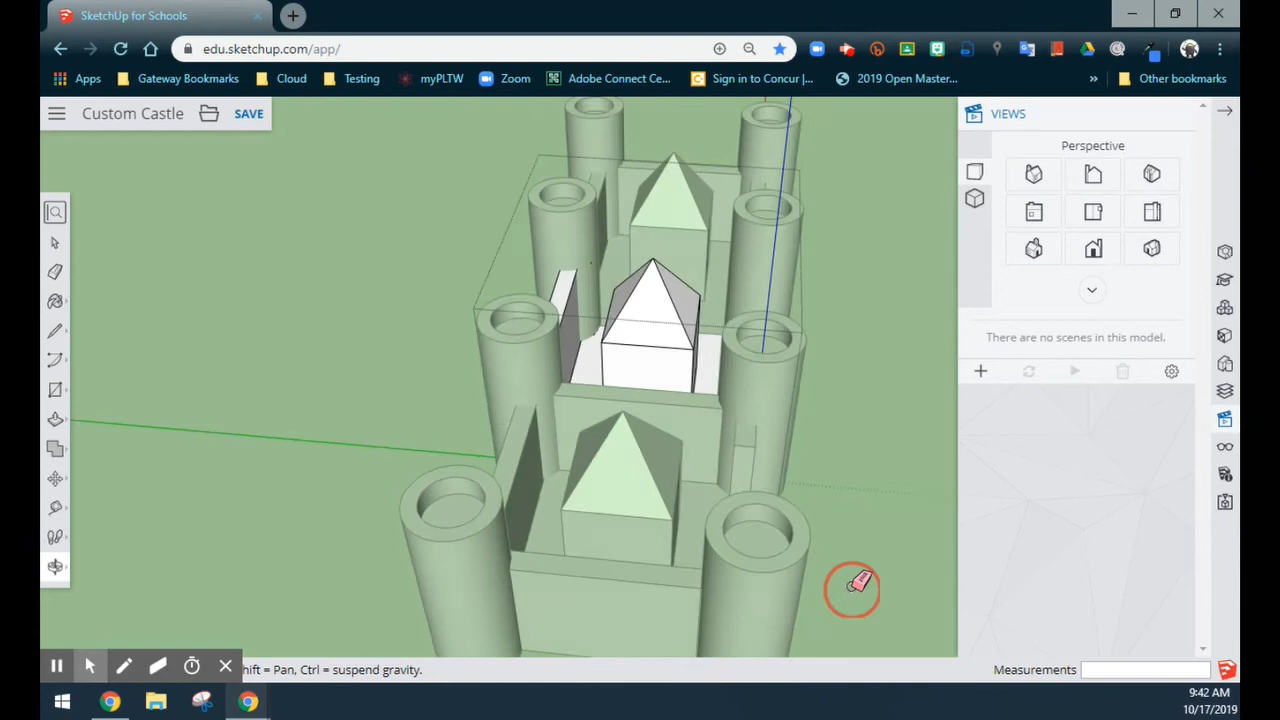 SketchUp for Schools
edu.sketchup.com/app/
Apps
Gateway Bookmarks
Cloud
Testing
myPLTW
Zoom
Adobe Connect Ce...
Sign in to Concur |...
2019 Open Master...
»
Other bookmarks
Custom Castle
SAVE
VIEWS
Perspective
There are no scenes in this model.
hift = Pan, Ctrl = suspend gravity.
Measurements
9:42 AM
10/17/2019